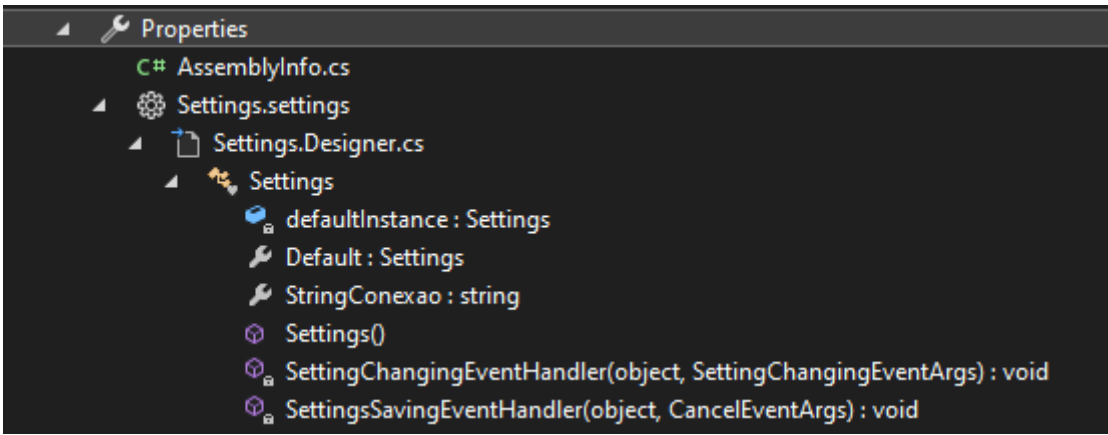 Properties
C# AssemblyInfo.cs
Settings.settings
Settings.Designer.cs
Settings
defaultInstance : Settings
Default : Settings
StringConexao : string
Settings()
SettingChangingEventHandler(object, SettingChangingEventArgs) : void
SettingsSavingEventHandler(object, CancelEventArgs) : void